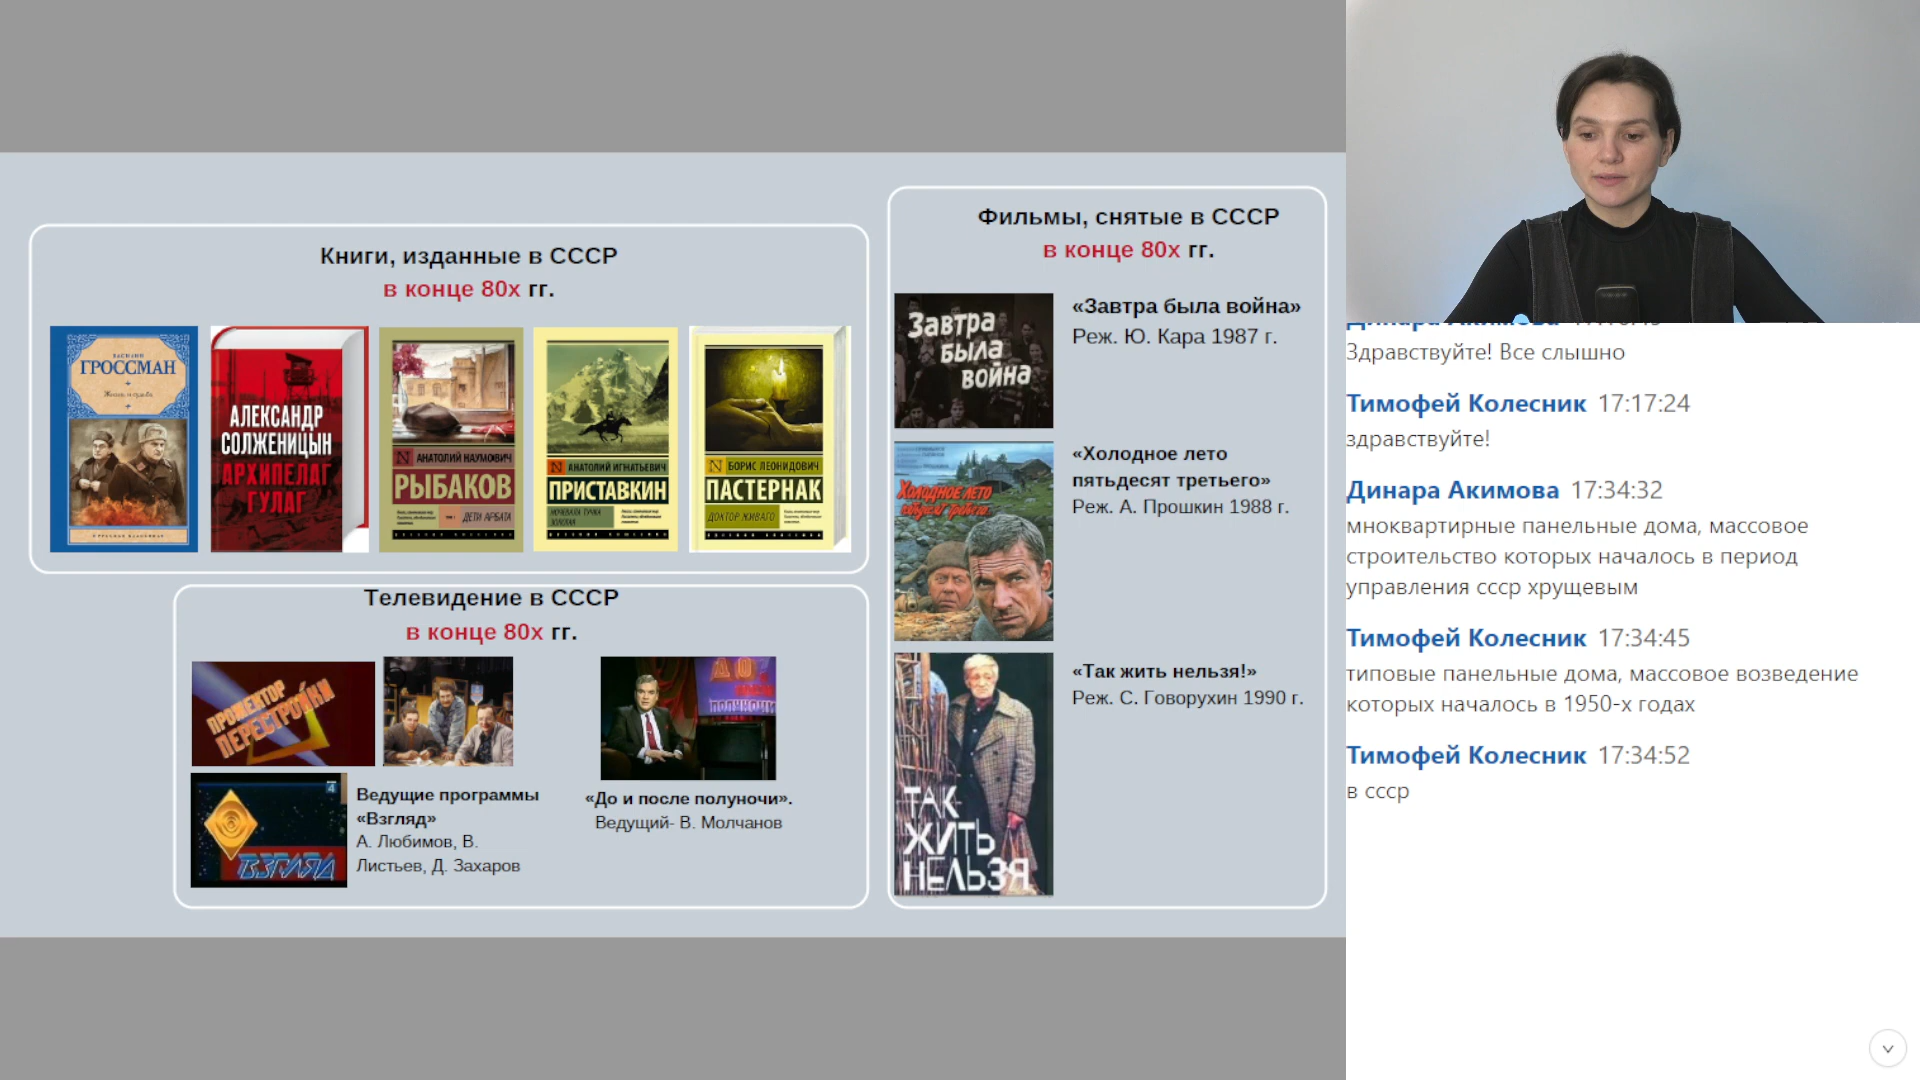 Книги, изданные в СССР
в конце 80х гг.
ВАСИЛИЙ
ГРОССМАН
Жизнь и судьба
АЛЕКСАНДР
СОЛЖЕНИЦЫН
АРХИПЕЛАГ
ГУЛАГ
N АНАТОЛИЙ НАУМОВИЧ
РЫБАКОВ
ДЕТИ АРБАТА
N АНАТОЛИЙ ИГНАТЬЕВИЧ
ПРИСТАВКИН
НОЧЕВАЛА ТУЧКА
ЗОЛОТАЯ
N БОРИС ЛЕОНИДОВИЧ
ПАСТЕРНАК
ДОКТОР ЖИВАГО
Телевидение в СССР
в конце 80х гг.
ПРОЖЕКТОР
ПЕРЕСТРОЙКИ
4
ВЗГЛЯД
Ведущие программы
«Взгляд»
А. Любимов, В.
Листьев, Д. Захаров
ДО И
ПОЛУНОЧИ
«До и после полуночи».
Ведущий- В. Молчанов
Фильмы, снятые в СССР
в конце 80х гг.
Завтра
была
война
«Завтра была война»
Реж. Ю. Кара 1987 г.
Холодное лето
«Холодное лето
пятьдесят третьего»
Реж. А. Прошкин 1988 г.
ТАК
ЖИТЬ
НЕЛЬЗЯ
«Так жить нельзя!»
Реж. С. Говорухин 1990 г.
Динара Акимова
Здравствуйте! Все слышно
Тимофей Колесник 17:17:24
здравствуйте!
Динара Акимова 17:34:32
мноквартирные панельные дома, массовое
строительство которых началось в период
управления ссср хрущевым
Тимофей Колесник 17:34:45
типовые панельные дома, массовое возведение
которых началось в 1950-х годах
Тимофей Колесник 17:34:52
в ссср